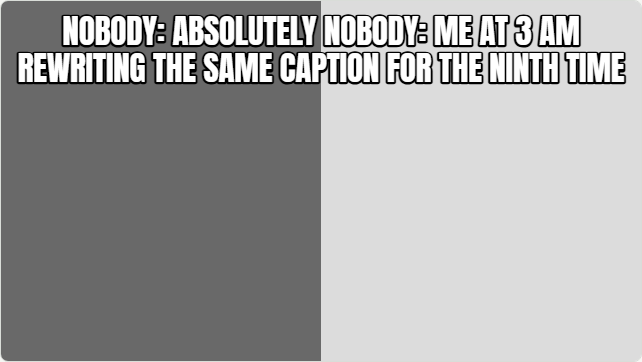 NOBODY: ABSOLUTELY NOBODY: ME AT 3 AM
REWRITING THE SAME CAPTION FOR THE NINTH TIME